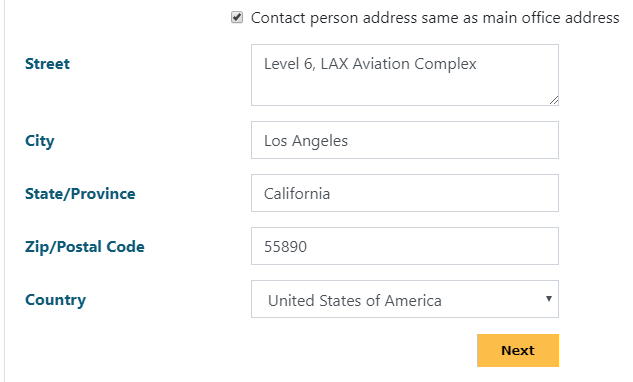 Contact person address same as main office address
Street Level 6, LAX Aviation Complex
City Los Angeles
State/Province California
Zip/Postal Code 55890
Country United States of America
Next